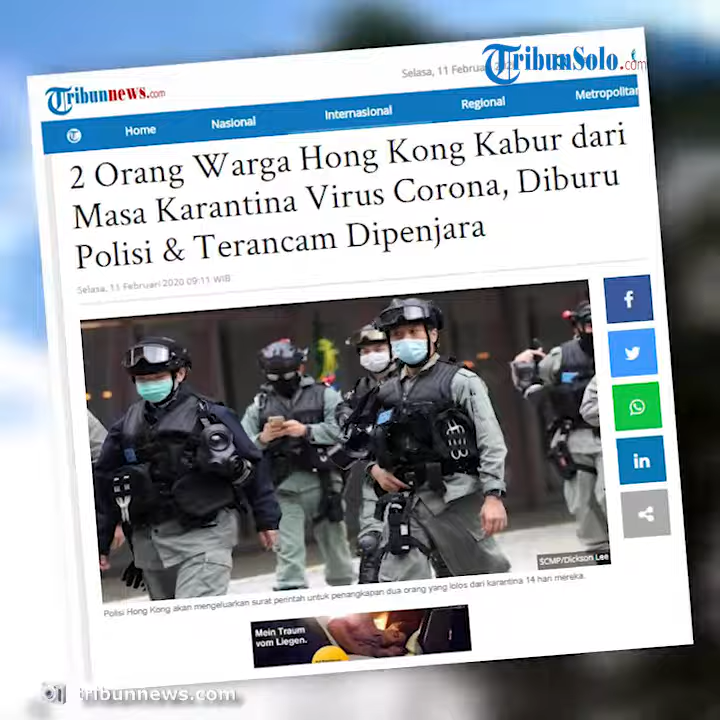 TribunSolo.com
Tribunnews.com
Selasa, 11 Februari
Home Nasional Internasional Regional Metropolitan
2 Orang Warga Hong Kong Kabur dari
Masa Karantina Virus Corona, Diburu
Polisi & Terancam Dipenjara
Selasa, 11 Februari 2020 09:11 WIB
SCMP/Dickson Lee
Polisi Hong Kong akan mengeluarkan surat perintah untuk penangkapan dua orang yang lolos dari karantina 14 hari mereka.
Mein Traum
vom Liegen.
tribunnews.com